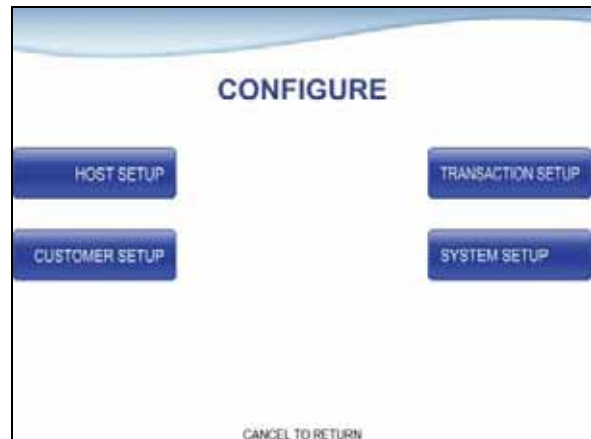 CONFIGURE
HOST SETUP
TRANSACTION SETUP
CUSTOMER SETUP
SYSTEM SETUP
CANCEL TO RETURN